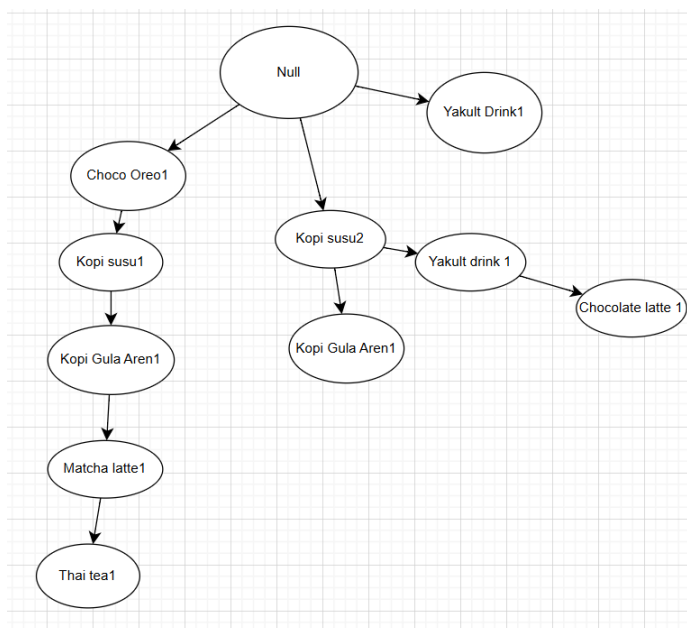 Null
Yakult Drink1
Choco Oreo1
Kopi susu2
Kopi susu1
Yakult drink 1
Chocolate latte 1
Kopi Gula Aren1
Kopi Gula Aren1
Matcha latte1
Thai tea1